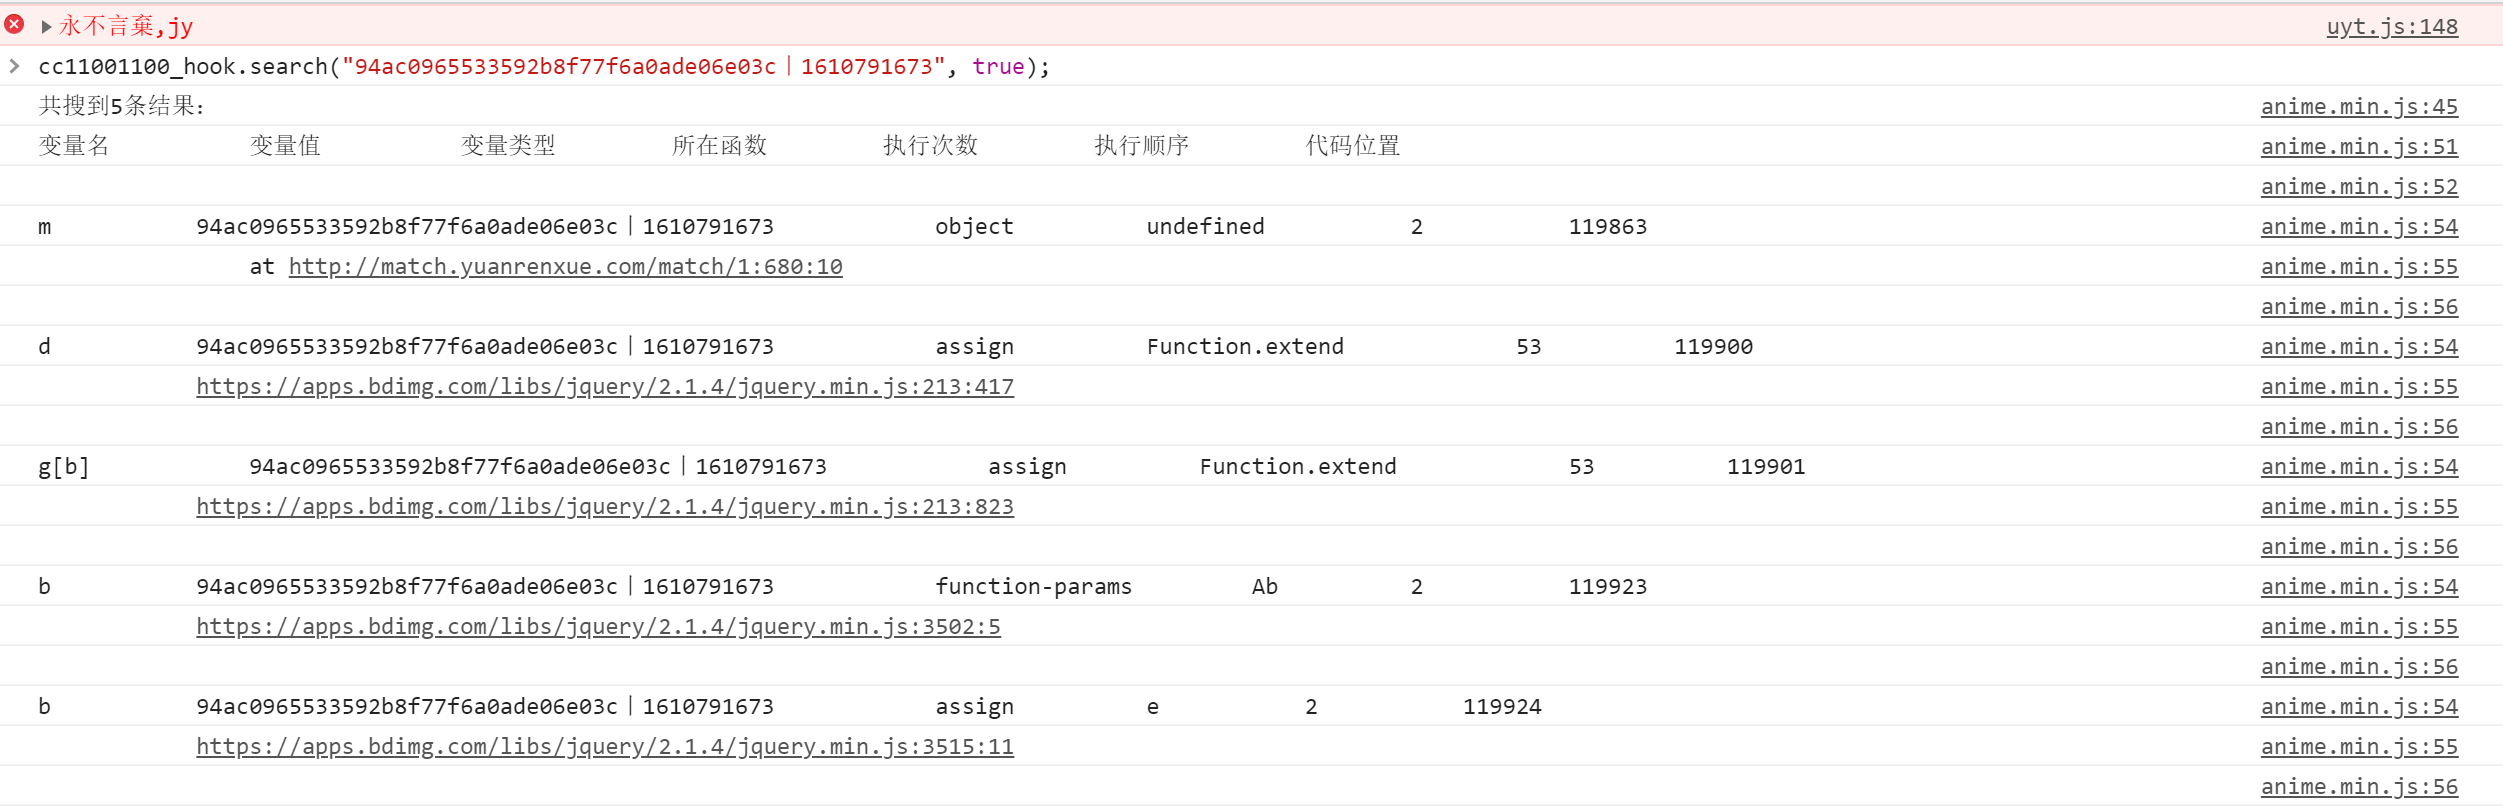 永不言棄,jy uyt.js:148
cc11001100_hook.search("94ac0965533592b8f77f6a0ade06e03c｜1610791673", true);
共搜到5条结果: anime.min.js:45
变量名 变量值 变量类型 所在函数 执行次数 执行顺序 代码位置 anime.min.js:51
anime.min.js:52
m 94ac0965533592b8f77f6a0ade06e03c｜1610791673 object undefined 2 119863 anime.min.js:54
at http://match.yuanrenxue.com/match/1:680:10 anime.min.js:55
anime.min.js:56
d 94ac0965533592b8f77f6a0ade06e03c｜1610791673 assign Function.extend 53 119900 anime.min.js:54
https://apps.bdimg.com/libs/jquery/2.1.4/jquery.min.js:213:417 anime.min.js:55
anime.min.js:56
g[b] 94ac0965533592b8f77f6a0ade06e03c｜1610791673 assign Function.extend 53 119901 anime.min.js:54
https://apps.bdimg.com/libs/jquery/2.1.4/jquery.min.js:213:823 anime.min.js:55
anime.min.js:56
b 94ac0965533592b8f77f6a0ade06e03c｜1610791673 function-params Ab 2 119923 anime.min.js:54
https://apps.bdimg.com/libs/jquery/2.1.4/jquery.min.js:3502:5 anime.min.js:55
anime.min.js:56
b 94ac0965533592b8f77f6a0ade06e03c｜1610791673 assign e 2 119924 anime.min.js:54
https://apps.bdimg.com/libs/jquery/2.1.4/jquery.min.js:3515:11 anime.min.js:55
anime.min.js:56